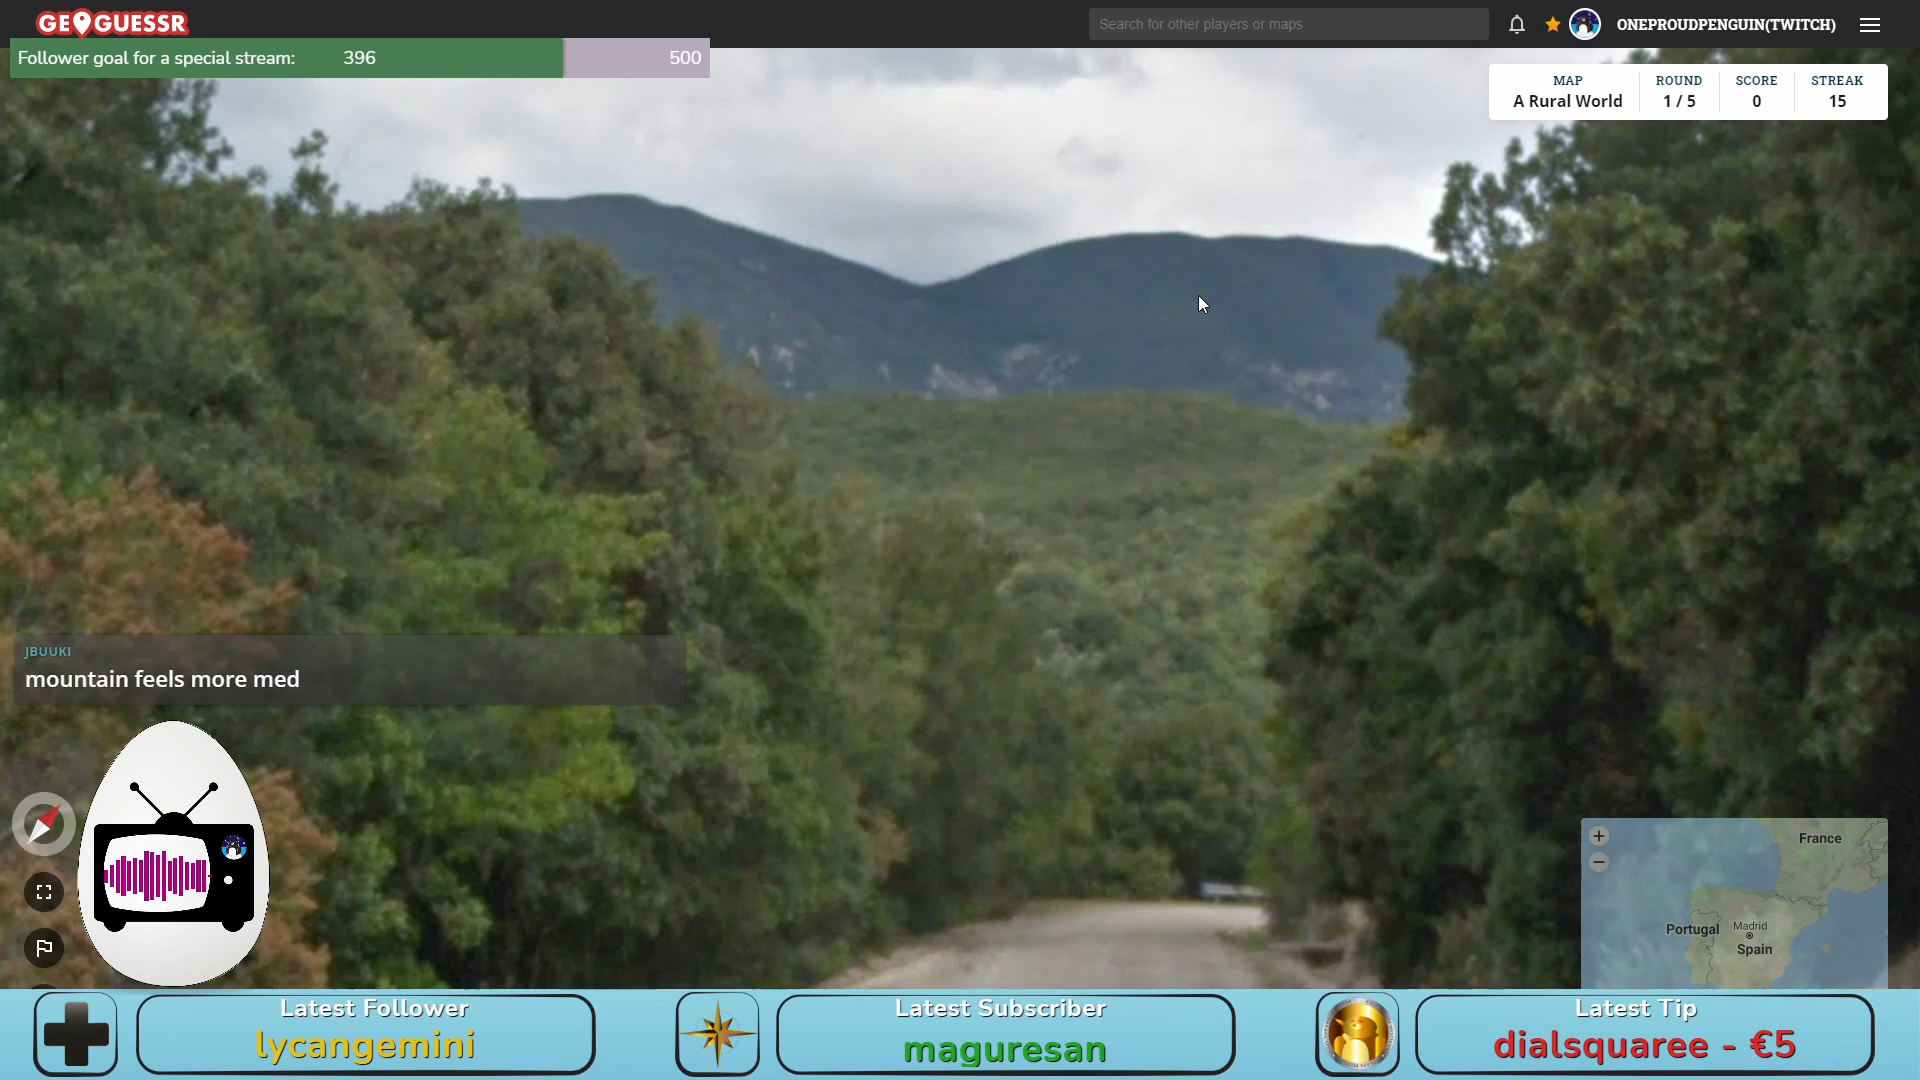 GEOGUESSR
Search for other players or maps
ONEPROUDPENGUIN(TWITCH)
Follower goal for a special stream: 396 500
MAP ROUND SCORE STREAK
A Rural World 1 / 5 0 15
JBUUKI
mountain feels more med
France
Portugal
Madrid
Spain
Latest Follower
lycangemini
Latest Subscriber
maguresan
Latest Tip
dialsquaree - €5